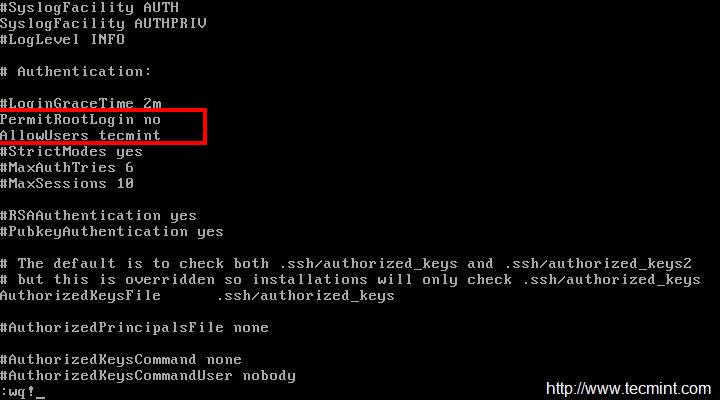 #SyslogFacility AUTH
SyslogFacility AUTHPRIV
#LogLevel INFO
# Authentication:
#LoginGraceTime 2m
PermitRootLogin no
AllowUsers tecmint
#StrictModes yes
#MaxAuthTries 6
#MaxSessions 10
#RSAAuthentication yes
#PubkeyAuthentication yes
# The default is to check both .ssh/authorized_keys and .ssh/authorized_keys2
# but this is overridden so installations will only check .ssh/authorized_keys
AuthorizedKeysFile      .ssh/authorized_keys
#AuthorizedPrincipalsFile none
#AuthorizedKeysCommand none
#AuthorizedKeysCommandUser nobody
:wq!_
http://www.tecmint.com